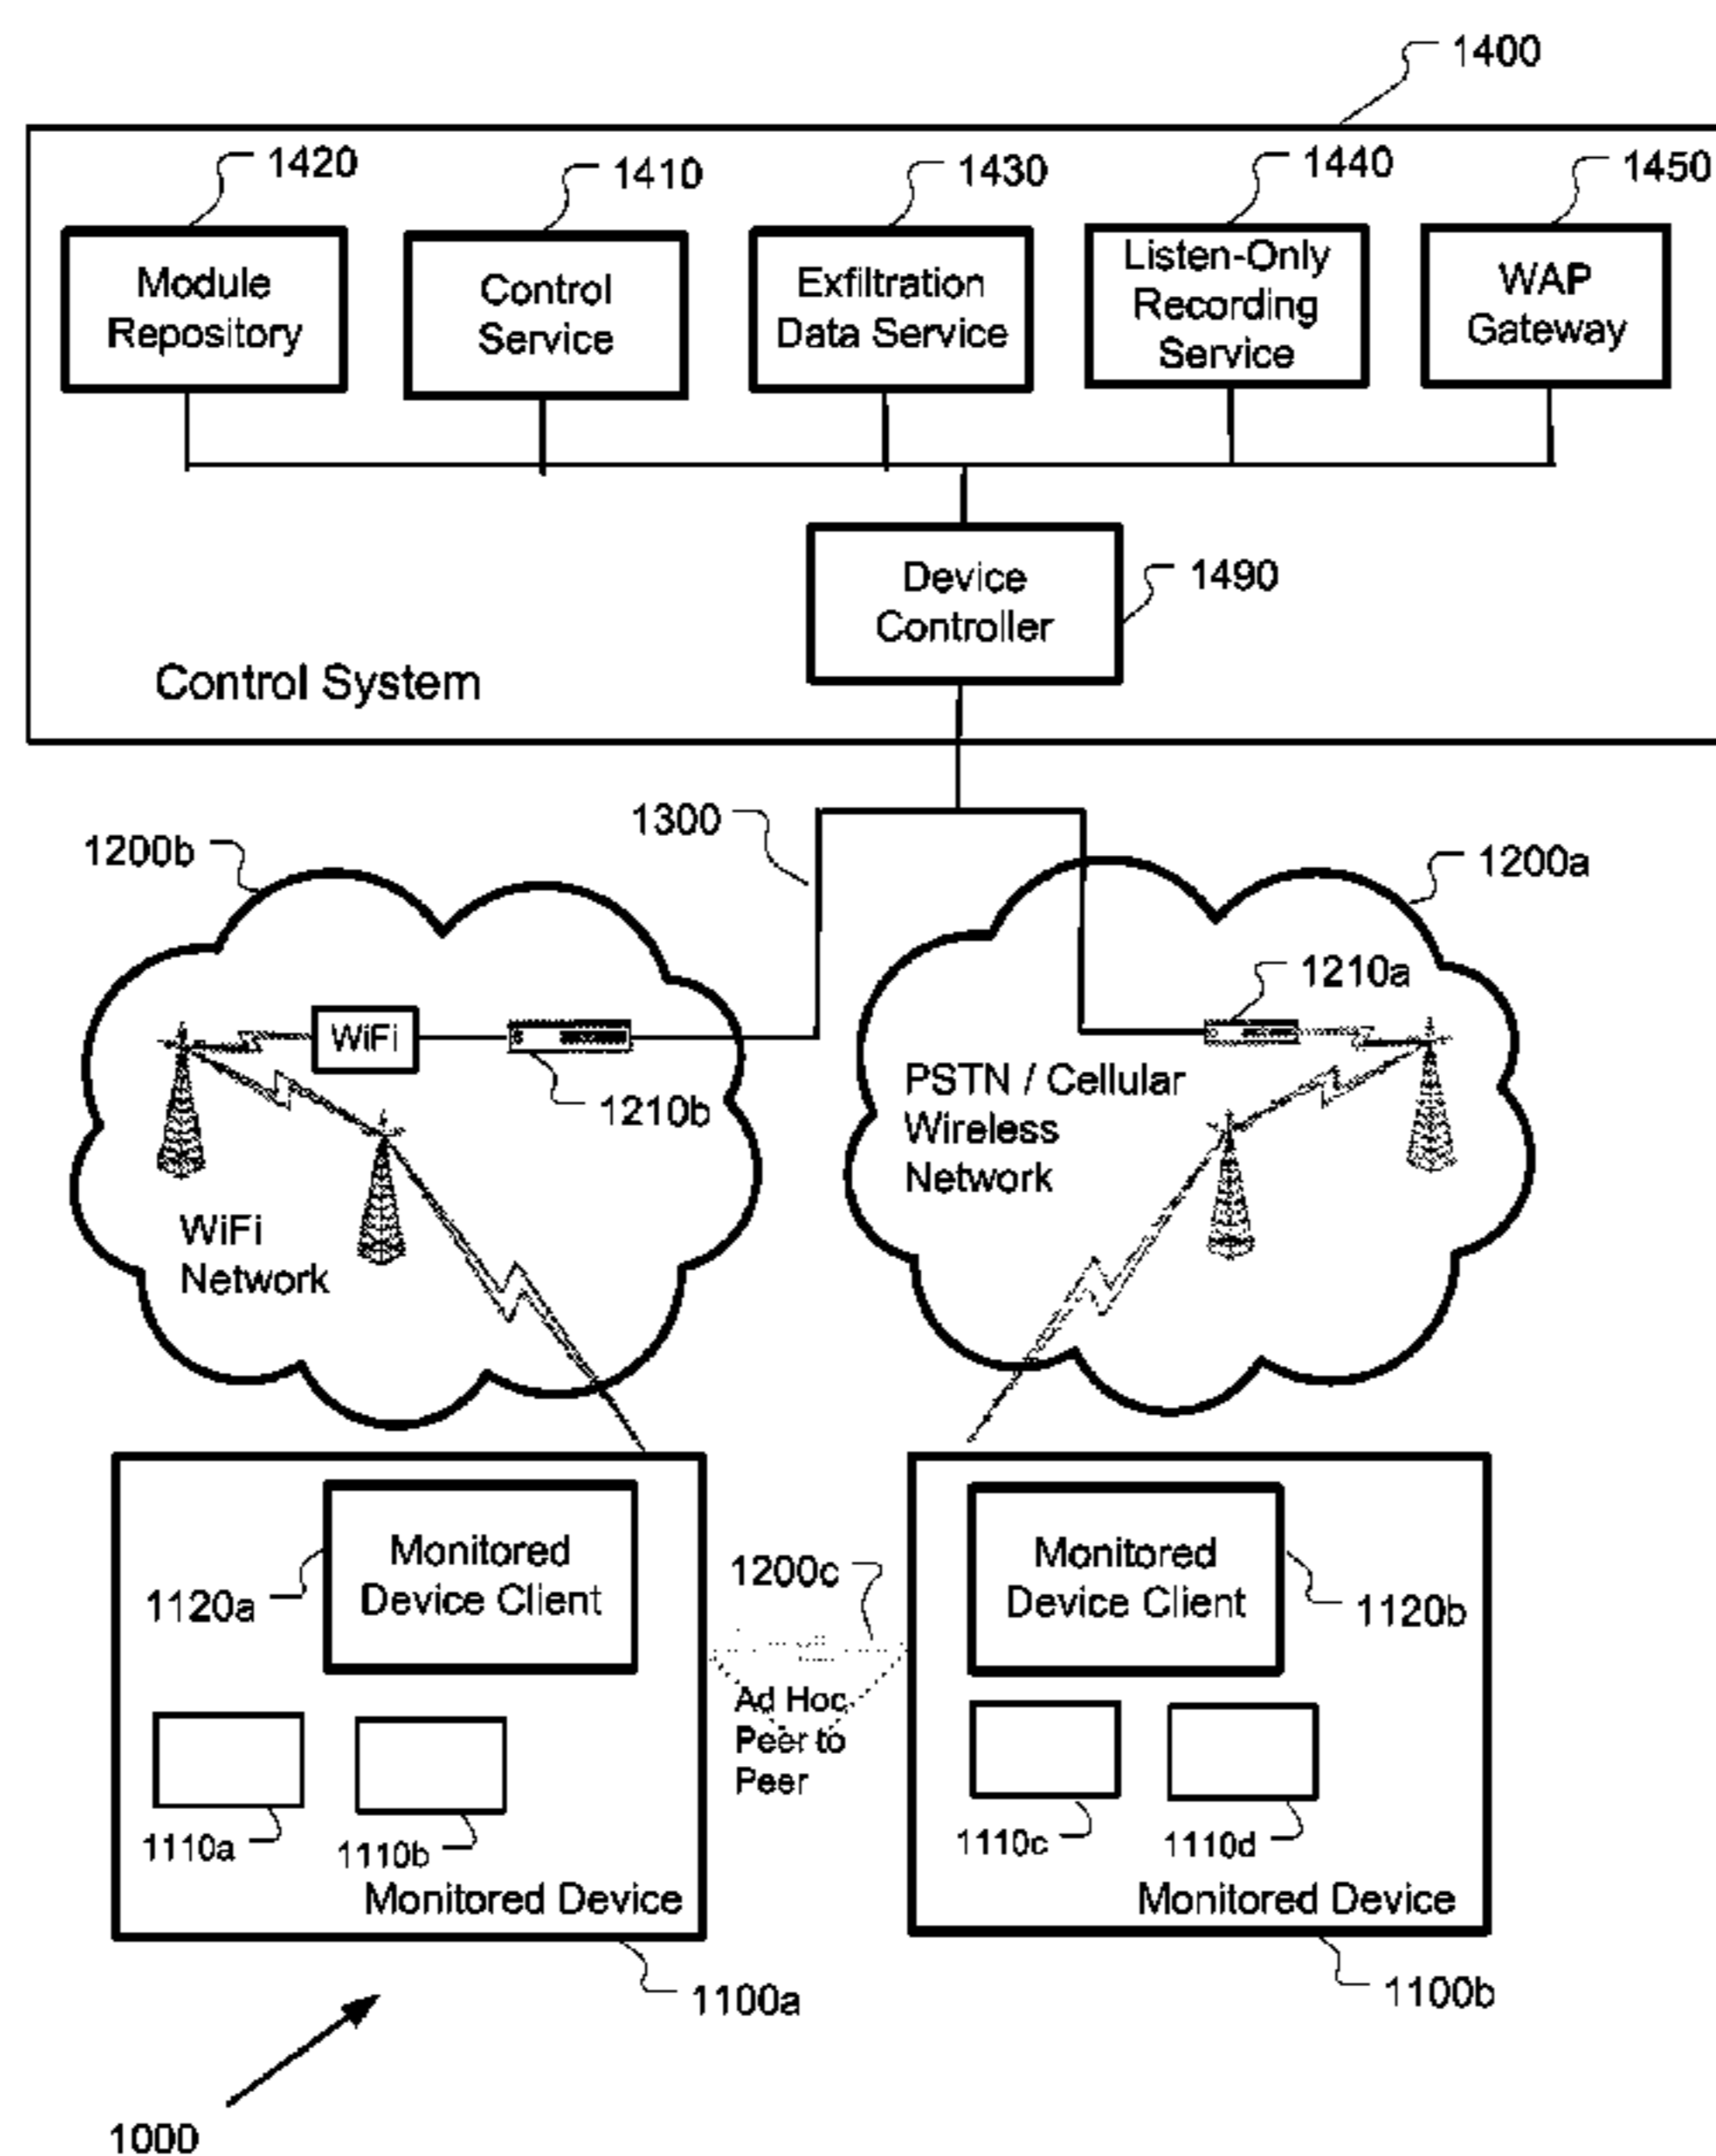 1400
1420
1410
1430
1440
1450
Module
Repository
Control
Service
Exfiltration
Data Service
Listen-Only
Recording
Service
WAP
Gateway
Device
Controller
1490
Control System
1300
1200b
1200a
1210a
WiFi
1210b
PSTN / Cellular
Wireless
Network
WiFi
Network
Monitored
Device Client
1120a
1200c
Monitored
Device Client
1120b
Ad Hoc
Peer to
Peer
1110a
1110b
1110c
1110d
Monitored Device
Monitored Device
1100a
1100b
1000